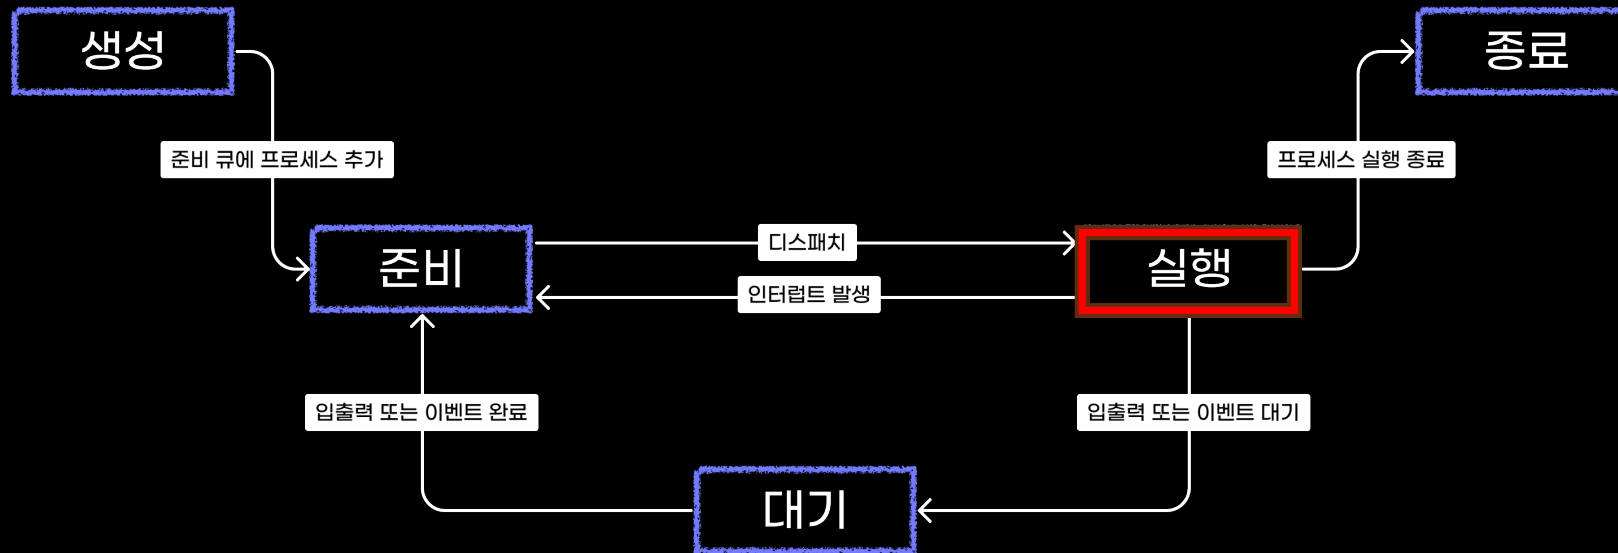 생성
종료
준비 큐에 프로세스 추가
프로세스 실행 종료
준비
디스패치
인터럽트 발생
실행
입출력 또는 이벤트 완료
입출력 또는 이벤트 대기
대기